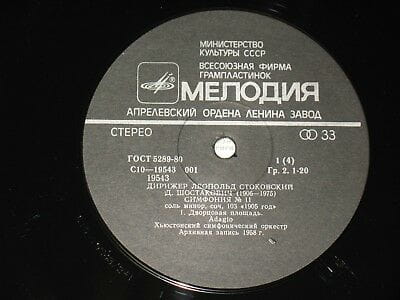 МИНИСТЕРСТВО
КУЛЬТУРЫ СССР
ВСЕСОЮЗНАЯ ФИРМА
ГРАМПЛАСТИНОК
МЕЛОДИЯ
АПРЕЛЕВСКИЙ ОРДЕНА ЛЕНИНА ЗАВОД
СТЕРЕО
33
ГОСТ 5289-80
1 (4)
С10—19543 001
Гр. 2. 1-20
19543
ДИРИЖЕР ЛЕОПОЛЬД СТОКОВСКИЙ
Д. ШОСТАКОВИЧ (1906—1975)
СИМФОНИЯ № 11
соль минор, соч. 103 «1905 год»
1. Дворцовая площадь.
Adagio
Хьюстонский симфонический оркестр
Архивная запись 1958 г.